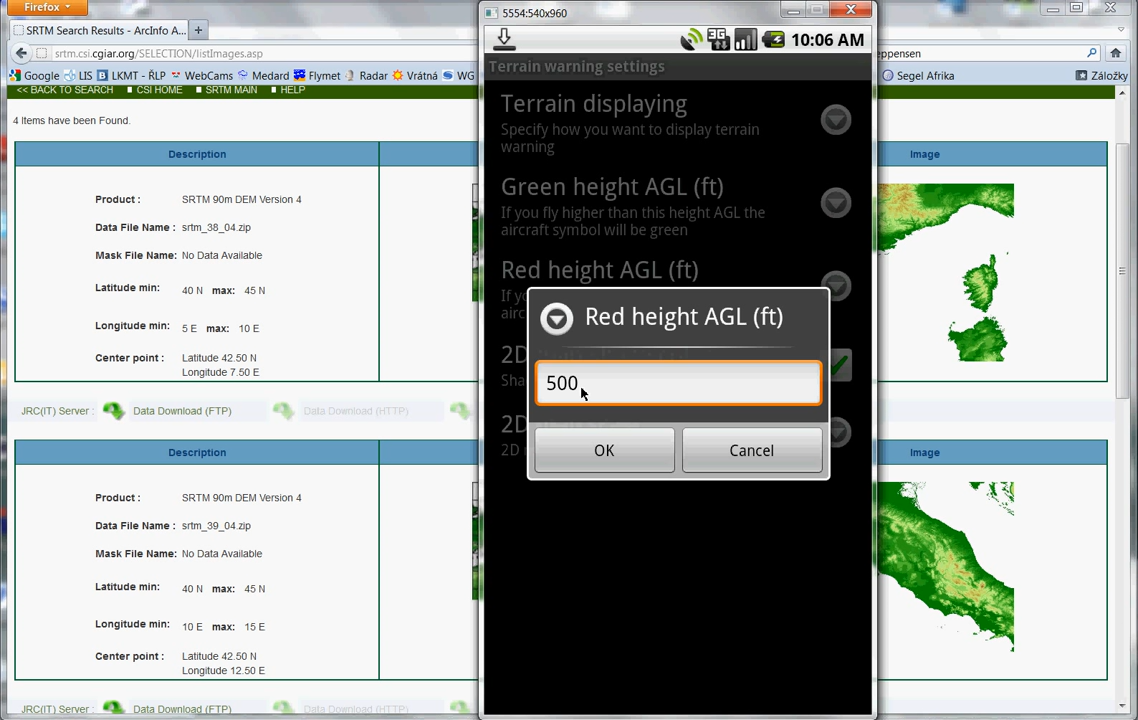 Firefox
SRTM Search Results - ArcInfo A...
srtm.csi.cgiar.org/SELECTION/listImages.asp
eppensen
Google LIS LKMT - ŘLP WebCams Medard Flymet Radar Vrátná WG
Segel Afrika Záložky
<< BACK TO SEARCH CSI HOME SRTM MAIN HELP
4 Items have been Found.
Description
Image
Product : SRTM 90m DEM Version 4
Data File Name : srtm_38_04.zip
Mask File Name: No Data Available
Latitude min: 40 N max: 45 N
Longitude min: 5 E max: 10 E
Center point : Latitude 42.50 N
Longitude 7.50 E
JRC(IT) Server : Data Download (FTP) Data Download (HTTP)
Description
Image
Product : SRTM 90m DEM Version 4
Data File Name : srtm_39_04.zip
Mask File Name: No Data Available
Latitude min: 40 N max: 45 N
Longitude min: 10 E max: 15 E
Center point : Latitude 42.50 N
Longitude 12.50 E
JRC(IT) Server : Data Download (FTP) Data Download (HTTP)
5554:540x960
3G 10:06 AM
Terrain warning settings
Terrain displaying
Specify how you want to display terrain
warning
Green height AGL (ft)
If you fly higher than this height AGL the
aircraft symbol will be green
Red height AGL (ft)
If
Red height AGL (ft)
500
OK Cancel
2D
2D
2D